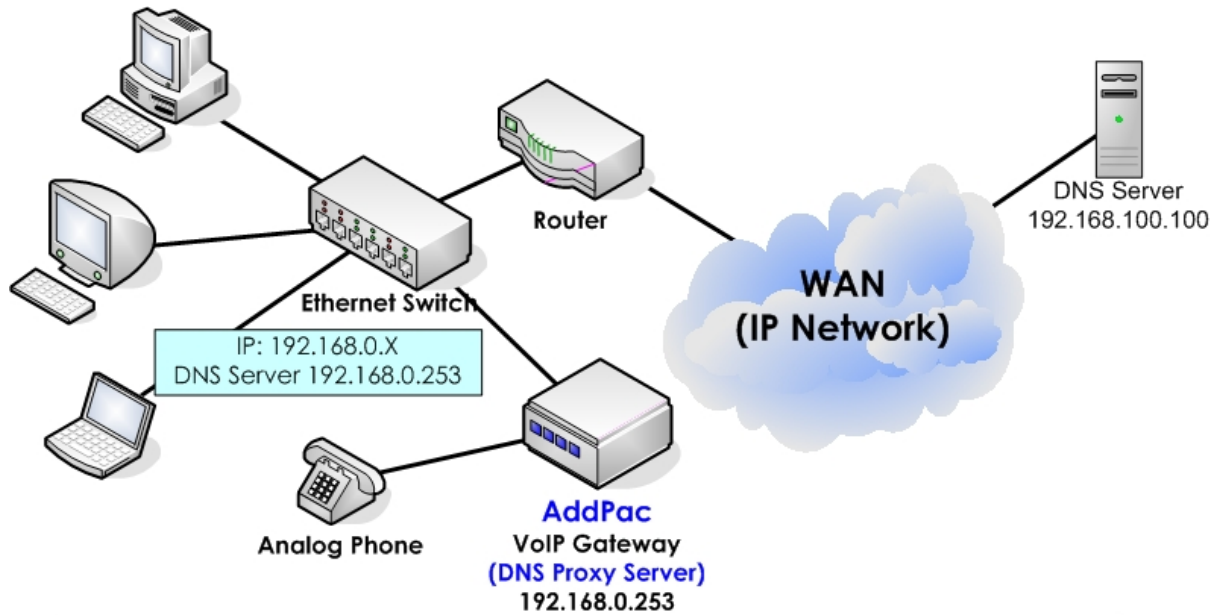 DNS Server
192.168.100.100
Router
WAN
(IP Network)
Ethernet Switch
IP: 192.168.0.X
DNS Server 192.168.0.253
Analog Phone
AddPac
VoIP Gateway
(DNS Proxy Server)
192.168.0.253